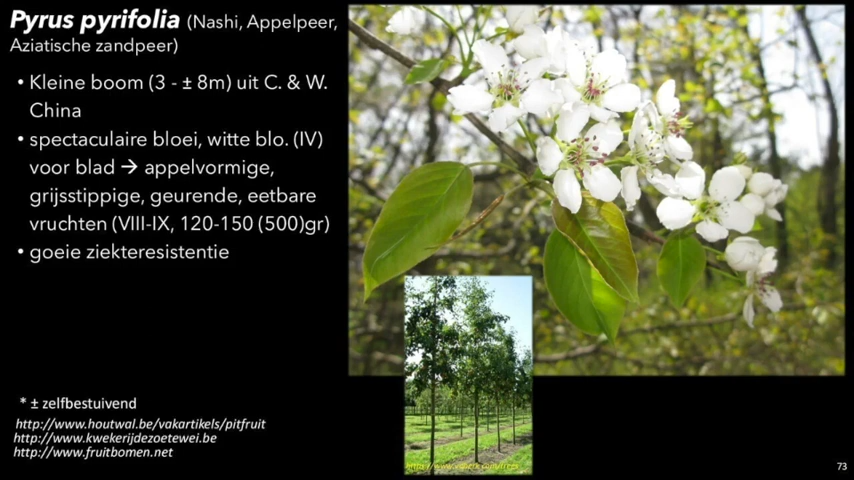 Pyrus pyrifolia (Nashi, Appelpeer,
Aziatische zandpeer)
• Kleine boom (3 - ± 8m) uit C. & W.
China
• spectaculaire bloei, witte blo. (IV)
voor blad → appelvormige,
grijsstippige, geurende, eetbare
vruchten (VIII-IX, 120-150 (500)gr)
• goeie ziekteresistentie
* ± zelfbestuivend
http://www.houtwal.be/vakartikels/pitfruit
http://www.kwekerijdezoetewei.be
http://www.fruitbomen.net
73